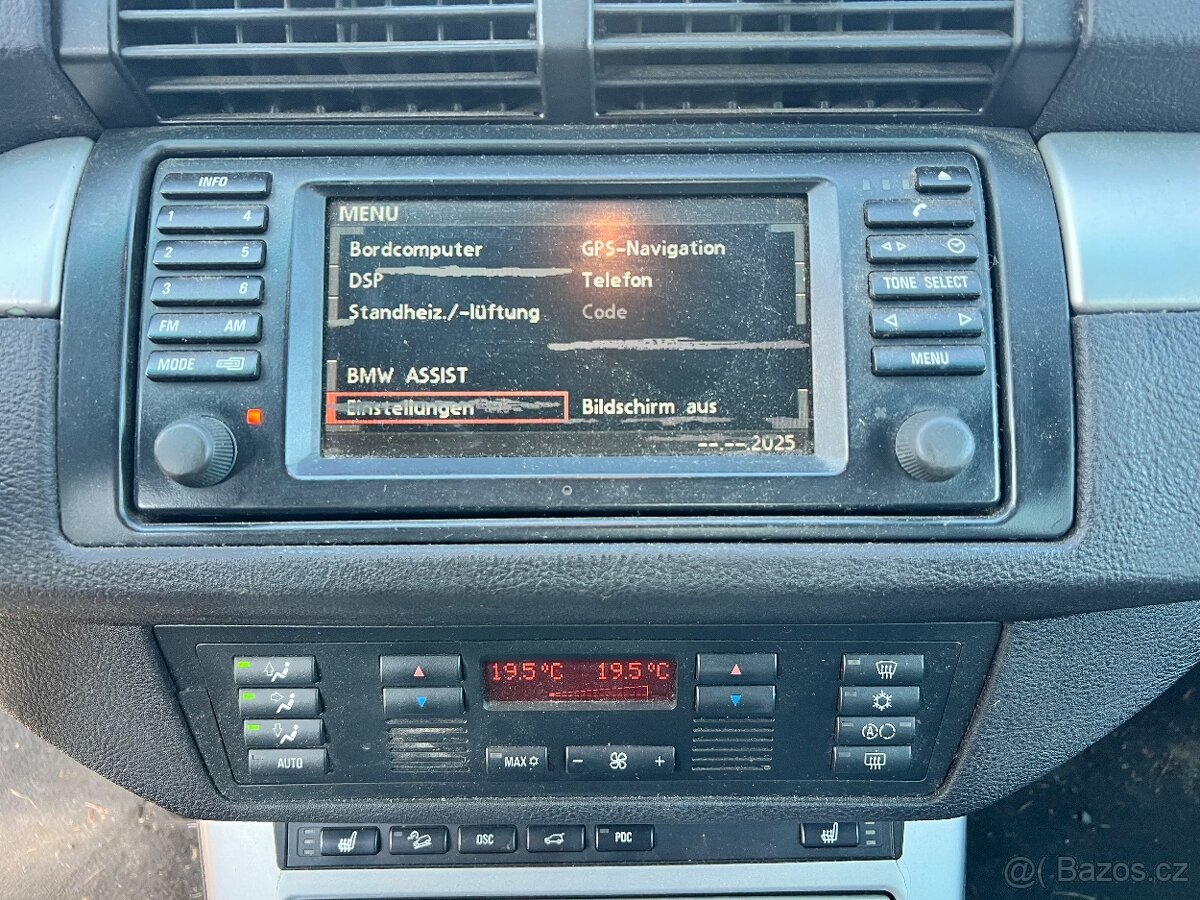 INFO
1 4
2 5
3 6
FM AM
MODE
MENU
Bordcomputer GPS-Navigation
DSP Telefon
Standheiz./-lüftung Code
BMW ASSIST
Einstellungen Bildschirm aus
--.--.2025
TONE SELECT
MENU
19.5°C 19.5°C
AUTO
MAX
- +
A
DSC
PDC
@( Bazos.cz